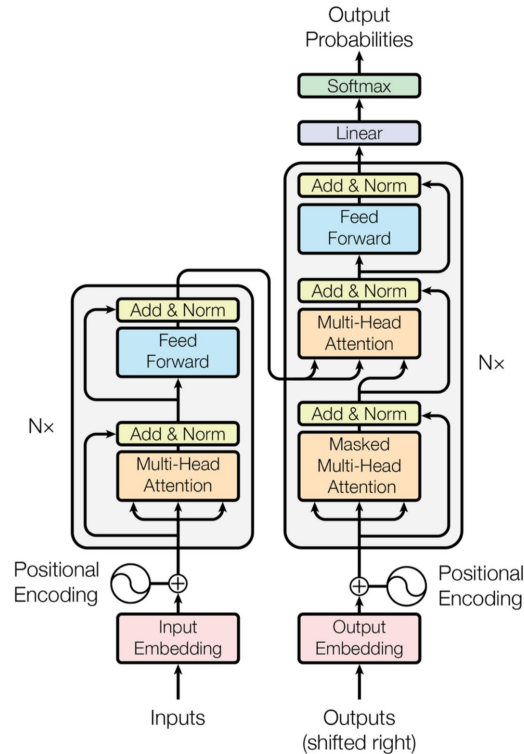 Output
Probabilities
Softmax
Linear
Add & Norm
Feed
Forward
Add & Norm
Multi-Head
Attention
Add & Norm
Masked
Multi-Head
Attention
N×
Add & Norm
Feed
Forward
Add & Norm
Multi-Head
Attention
N×
Positional
Encoding
Positional
Encoding
Input
Embedding
Output
Embedding
Inputs
Outputs
(shifted right)